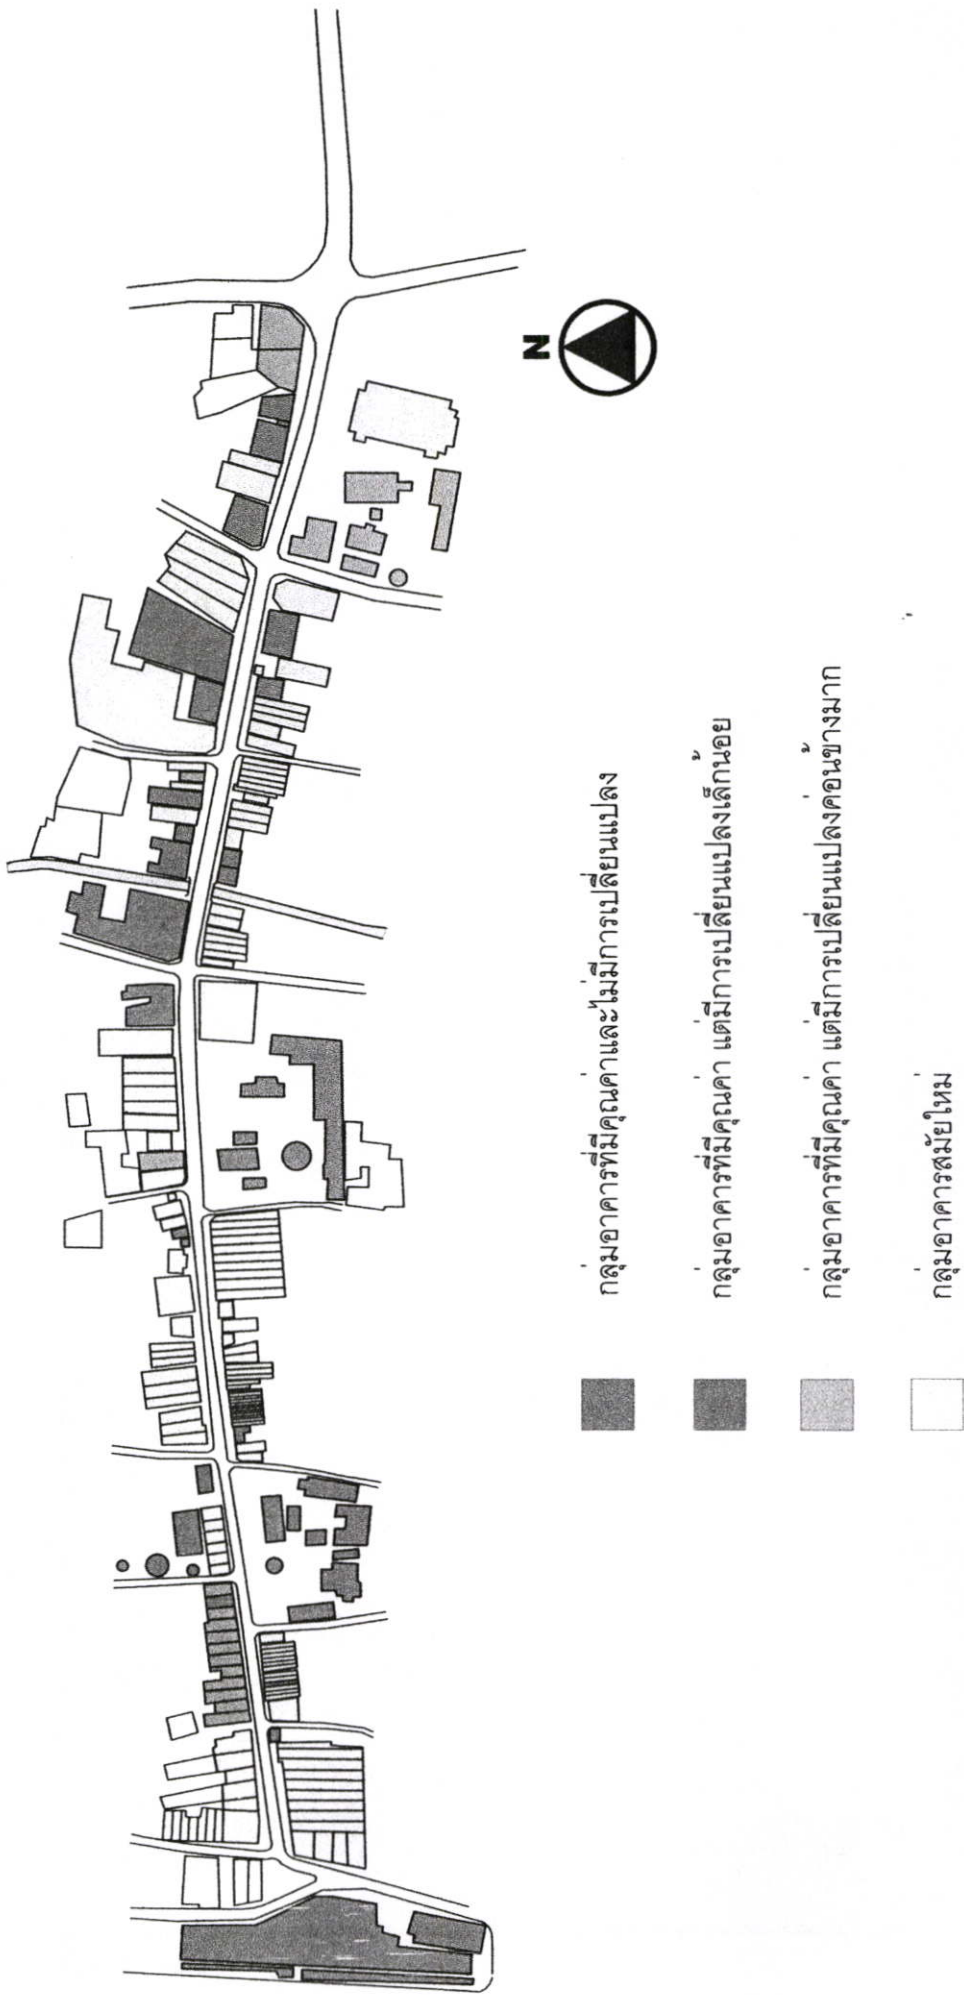 N
กลุ่มอาคารที่มีคุณค่าและไม่มีการเปลี่ยนแปลง
กลุ่มอาคารที่มีคุณค่า แต่มีการเปลี่ยนแปลงเล็กน้อย
กลุ่มอาคารที่มีคุณค่า แต่มีการเปลี่ยนแปลงค่อนข้างมาก
กลุ่มอาคารสมัยใหม่